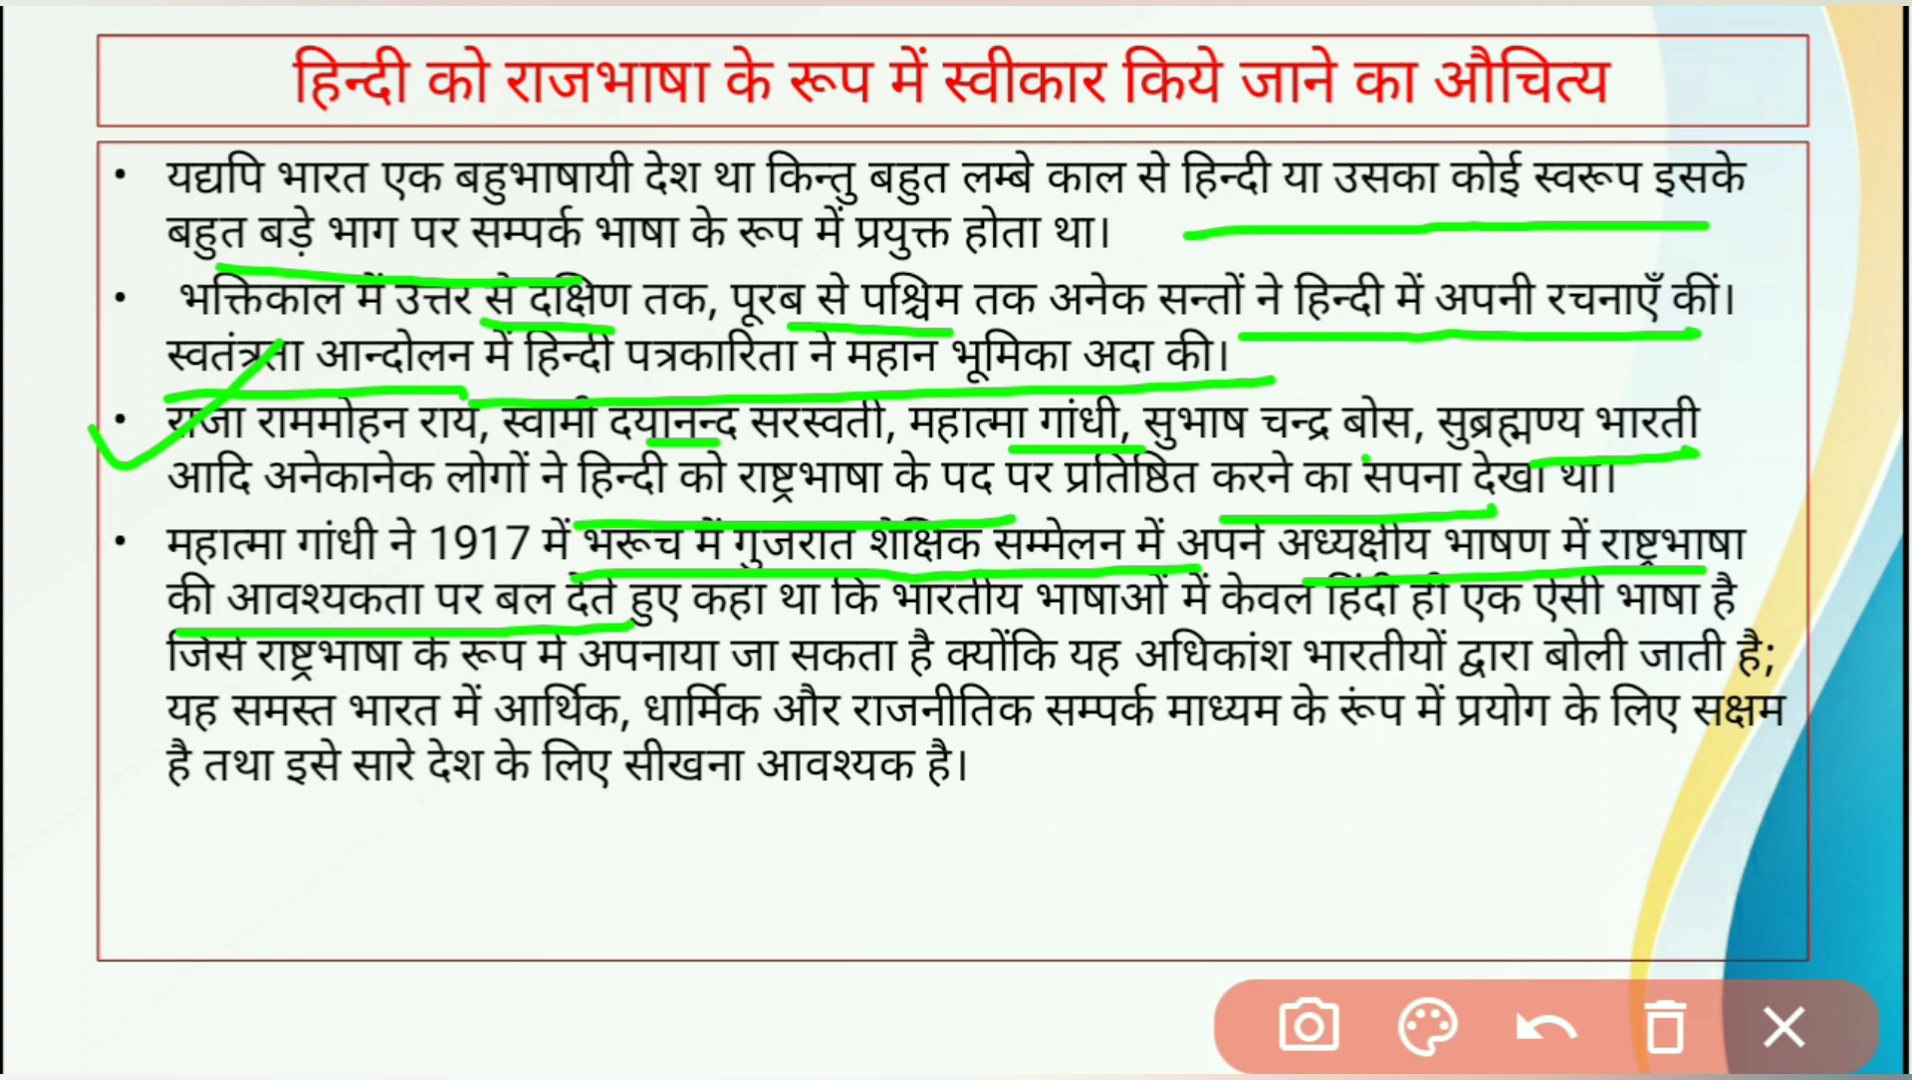 हिन्दी को राजभाषा के रूप में स्वीकार किये जाने का औचित्य
• यद्यपि भारत एक बहुभाषायी देश था किन्तु बहुत लम्बे काल से हिन्दी या उसका कोई स्वरूप इसके
बहुत बड़े भाग पर सम्पर्क भाषा के रूप में प्रयुक्त होता था।
• भक्तिकाल में उत्तर से दक्षिण तक, पूरब से पश्चिम तक अनेक सन्तों ने हिन्दी में अपनी रचनाएँ कीं।
स्वतंत्रता आन्दोलन में हिन्दी पत्रकारिता ने महान भूमिका अदा की।
• राजा राममोहन राय, स्वामी दयानन्द सरस्वती, महात्मा गांधी, सुभाष चन्द्र बोस, सुब्रह्मण्य भारती
आदि अनेकानेक लोगों ने हिन्दी को राष्ट्रभाषा के पद पर प्रतिष्ठित करने का सपना देखा था।
• महात्मा गांधी ने 1917 में भरूच में गुजरात शैक्षिक सम्मेलन में अपने अध्यक्षीय भाषण में राष्ट्रभाषा
की आवश्यकता पर बल देते हुए कहा था कि भारतीय भाषाओं में केवल हिंदी ही एक ऐसी भाषा है
जिसे राष्ट्रभाषा के रूप में अपनाया जा सकता है क्योंकि यह अधिकांश भारतीयों द्वारा बोली जाती है;
यह समस्त भारत में आर्थिक, धार्मिक और राजनीतिक सम्पर्क माध्यम के रूंप में प्रयोग के लिए सक्षम
है तथा इसे सारे देश के लिए सीखना आवश्यक है।